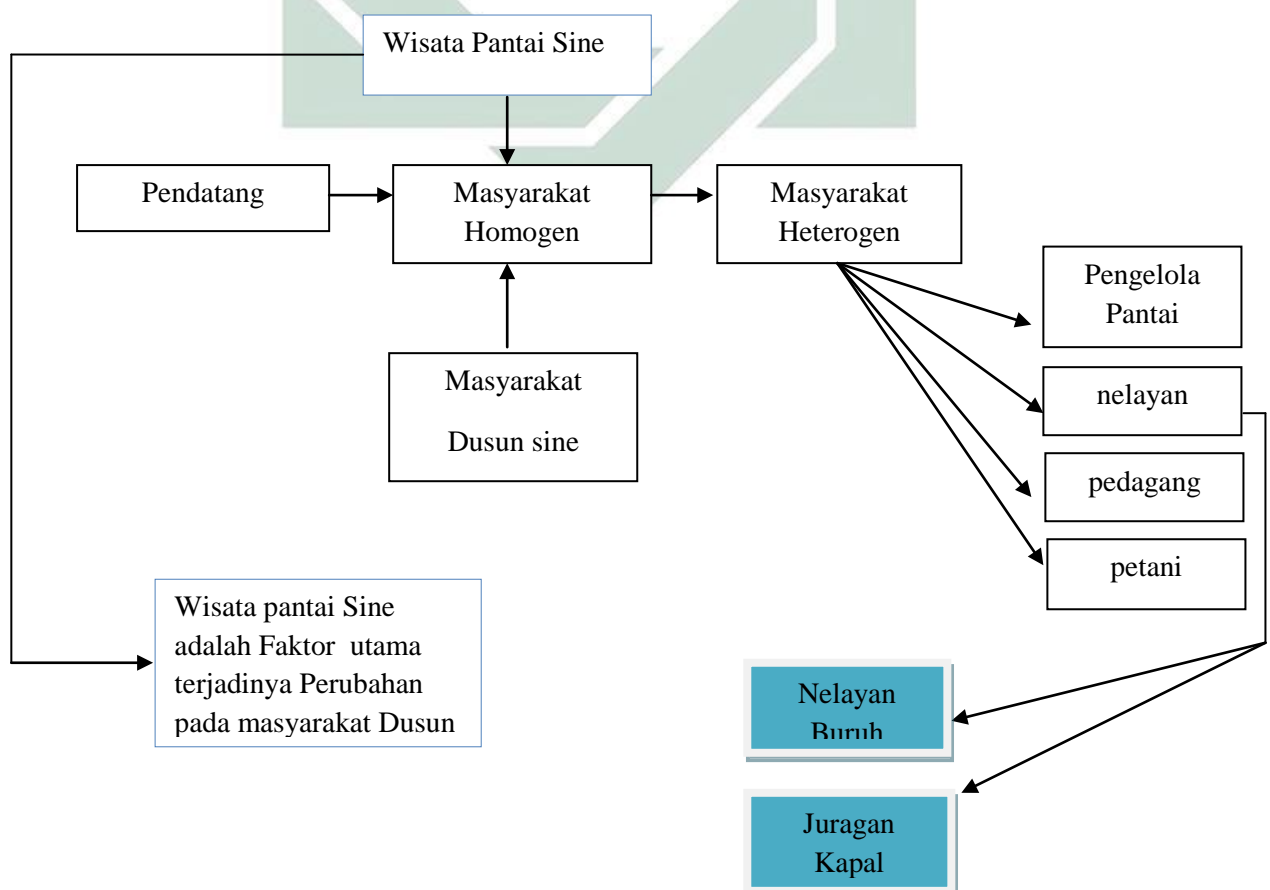 Wisata Pantai Sine
Pendatang
Masyarakat
Homogen
Masyarakat
Heterogen
Pengelola
Pantai
Masyarakat
Dusun sine
nelayan
pedagang
petani
Wisata pantai Sine
adalah Faktor utama
terjadinya Perubahan
pada masyarakat Dusun
Nelayan
Buruh
Juragan
Kapal